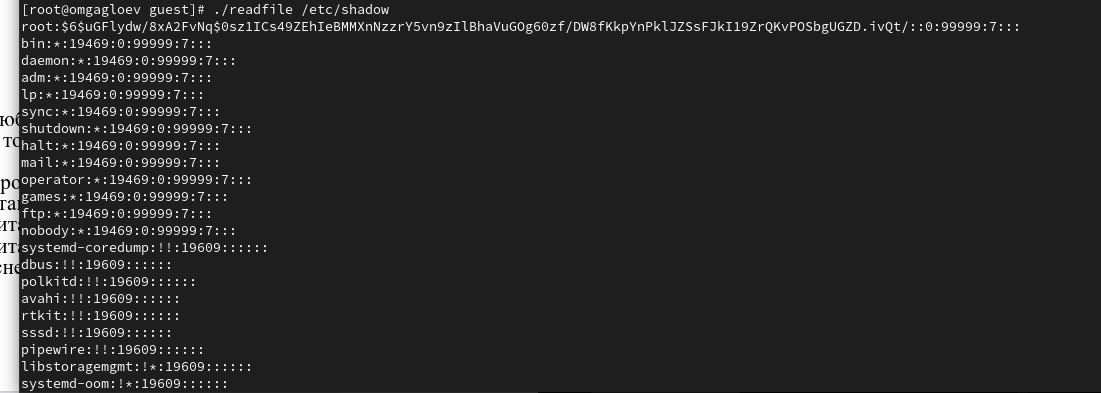 [root@omgagloev guest]# ./readfile /etc/shadow
root:$6$uGFlydw/8xA2FvNq$0sz1ICs49ZEhIeBMMXnNzzrY5vn9zIlBhaVuGOg60zf/DW8fKkpYnPklJZSsFJkI19ZrQKvPOSbgUGZD.ivQt/::0:99999:7:::
bin:*:19469:0:99999:7:::
daemon:*:19469:0:99999:7:::
adm:*:19469:0:99999:7:::
lp:*:19469:0:99999:7:::
sync:*:19469:0:99999:7:::
shutdown:*:19469:0:99999:7:::
halt:*:19469:0:99999:7:::
mail:*:19469:0:99999:7:::
operator:*:19469:0:99999:7:::
games:*:19469:0:99999:7:::
ftp:*:19469:0:99999:7:::
nobody:*:19469:0:99999:7:::
systemd-coredump:!!:19609::::::
dbus:!!:19609::::::
polkitd:!!:19609::::::
avahi:!!:19609::::::
rtkit:!!:19609::::::
sssd:!!:19609::::::
pipewire:!!:19609::::::
libstoragemgmt:!*:19609::::::
systemd-oom:!*:19609::::::